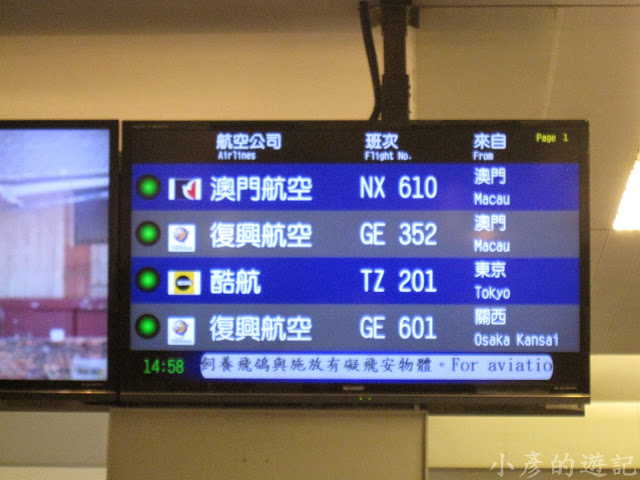 航空公司 班次 來自 Page 1
Airlines Flight No. From
澳門航空 NX 610 澳門
Macau
復興航空 GE 352 澳門
Macau
酷航 TZ 201 東京
Tokyo
復興航空 GE 601 關西
Osaka Kansai
14:58 飼養飛鴿與施放有礙飛安物體。For aviatio
SHARP
小彥的遊記